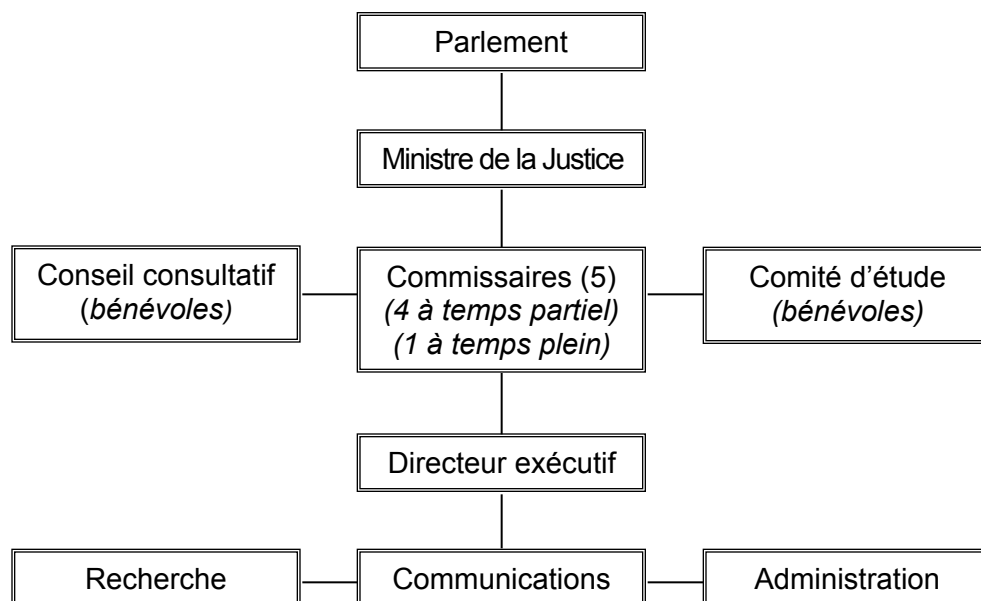 Parlement
Ministre de la Justice
Conseil consultatif
(bénévoles)
Commissaires (5)
(4 à temps partiel)
(1 à temps plein)
Comité d'étude
(bénévoles)
Directeur exécutif
Recherche
Communications
Administration